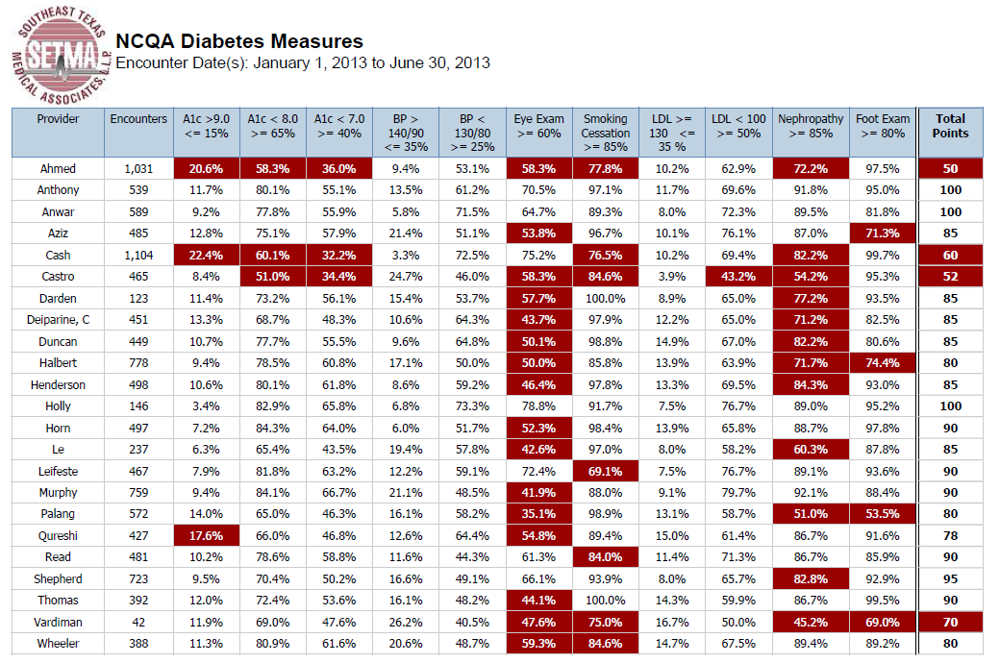 SOUTHEAST TEXAS
SETMA
MEDICAL ASSOCIATES, L.L.P.
NCQA Diabetes Measures
Encounter Date(s): January 1, 2013 to June 30, 2013
Provider Encounters A1c >9.0 <= 15% A1c < 8.0 >= 65% A1c < 7.0 >= 40% BP > 140/90 <= 35% BP < 130/80 >= 25% Eye Exam >= 60% Smoking Cessation >= 85% LDL >= 130 <= 35 % LDL < 100 >= 50% Nephropathy >= 85% Foot Exam >= 80% Total Points
Ahmed 1,031 20.6% 58.3% 36.0% 9.4% 53.1% 58.3% 77.8% 10.2% 62.9% 72.2% 97.5% 50
Anthony 539 11.7% 80.1% 55.1% 13.5% 61.2% 70.5% 97.1% 11.7% 69.6% 91.8% 95.0% 100
Anwar 589 9.2% 77.8% 55.9% 5.8% 71.5% 64.7% 89.3% 8.0% 72.3% 89.5% 81.8% 100
Aziz 485 12.8% 75.1% 57.9% 21.4% 51.1% 53.8% 96.7% 10.1% 76.1% 87.0% 71.3% 85
Cash 1,104 22.4% 60.1% 32.2% 3.3% 72.5% 75.2% 76.5% 10.2% 69.4% 82.2% 99.7% 60
Castro 465 8.4% 51.0% 34.4% 24.7% 46.0% 58.3% 84.6% 3.9% 43.2% 54.2% 95.3% 52
Darden 123 11.4% 73.2% 56.1% 15.4% 53.7% 57.7% 100.0% 8.9% 65.0% 77.2% 93.5% 85
Deiparine, C 451 13.3% 68.7% 48.3% 10.6% 64.3% 43.7% 97.9% 12.2% 65.0% 71.2% 82.5% 85
Duncan 449 10.7% 77.7% 55.5% 9.6% 64.8% 50.1% 98.8% 14.9% 67.0% 82.2% 80.6% 85
Halbert 778 9.4% 78.5% 60.8% 17.1% 50.0% 50.0% 85.8% 13.9% 63.9% 71.7% 74.4% 80
Henderson 498 10.6% 80.1% 61.8% 8.6% 59.2% 46.4% 97.8% 13.3% 69.5% 84.3% 93.0% 85
Holly 146 3.4% 82.9% 65.8% 6.8% 73.3% 78.8% 91.7% 7.5% 76.7% 89.0% 95.2% 100
Horn 497 7.2% 84.3% 64.0% 6.0% 51.7% 52.3% 98.4% 13.9% 65.8% 88.7% 97.8% 90
Le 237 6.3% 65.4% 43.5% 19.4% 57.8% 42.6% 97.0% 8.0% 58.2% 60.3% 87.8% 85
Leifeste 467 7.9% 81.8% 63.2% 12.2% 59.1% 72.4% 69.1% 7.5% 76.7% 89.1% 93.6% 90
Murphy 759 9.4% 84.1% 66.7% 21.1% 48.5% 41.9% 88.0% 9.1% 79.7% 92.1% 88.4% 90
Palang 572 14.0% 65.0% 46.3% 16.1% 58.2% 35.1% 98.9% 13.1% 58.7% 51.0% 53.5% 80
Qureshi 427 17.6% 66.0% 46.8% 12.6% 64.4% 54.8% 89.4% 15.0% 61.4% 86.7% 91.6% 78
Read 481 10.2% 78.6% 58.8% 11.6% 44.3% 61.3% 84.0% 11.4% 71.3% 86.7% 85.9% 90
Shepherd 723 9.5% 70.4% 50.2% 16.6% 49.1% 66.1% 93.9% 8.0% 65.7% 82.8% 92.9% 95
Thomas 392 12.0% 72.4% 53.6% 16.1% 48.2% 44.1% 100.0% 14.3% 59.9% 86.7% 99.5% 90
Vardiman 42 11.9% 69.0% 47.6% 26.2% 40.5% 47.6% 75.0% 16.7% 50.0% 45.2% 69.0% 70
Wheeler 388 11.3% 80.9% 61.6% 20.6% 48.7% 59.3% 84.6% 14.7% 67.5% 89.4% 89.2% 80